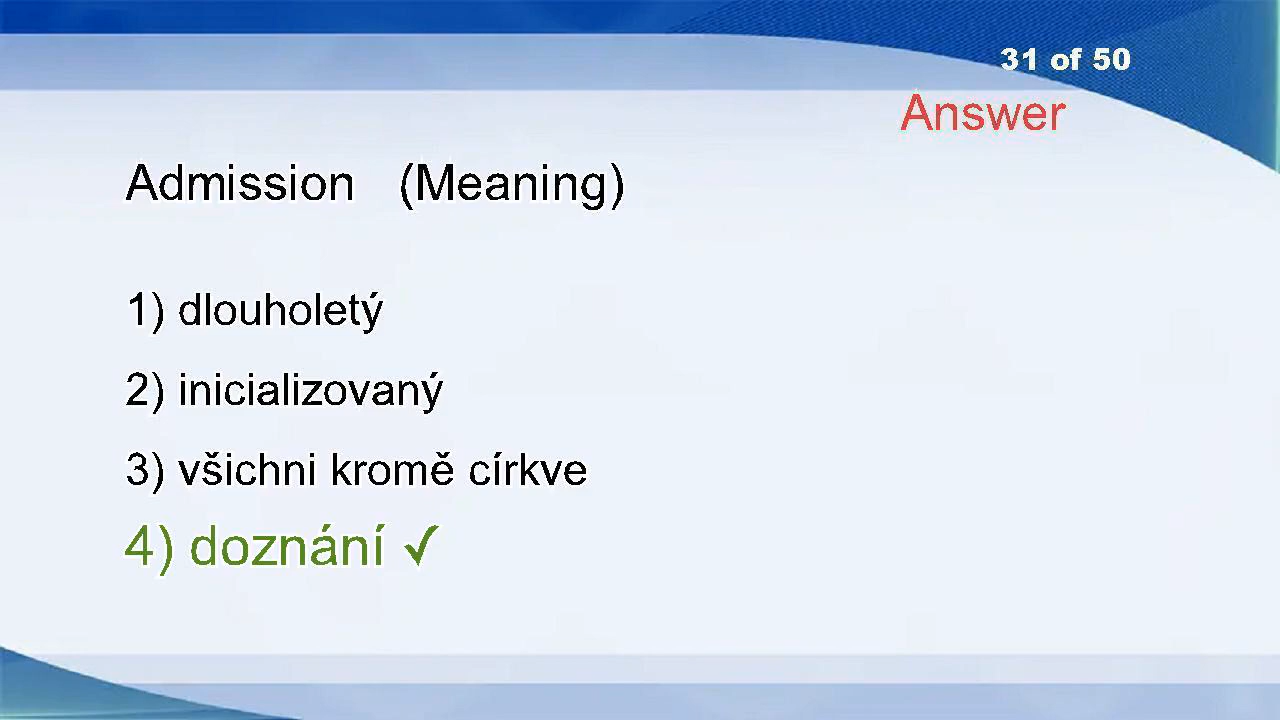 31 of 50
Answer
Admission (Meaning)
1) dlouholetý
2) inicializovaný
3) všichni kromě církve
4) doznání ✓